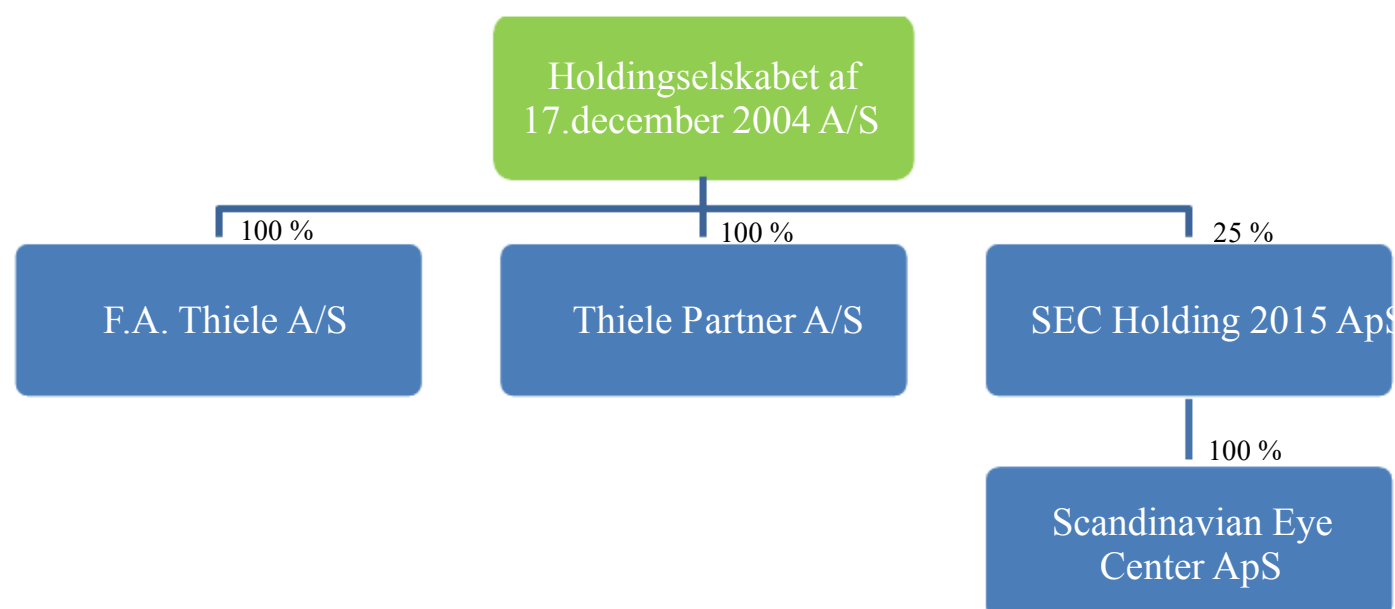 Holdingselskabet af
17.december 2004 A/S
100 %
100 %
25 %
F.A. Thiele A/S
Thiele Partner A/S
SEC Holding 2015 ApS
100 %
Scandinavian Eye
Center ApS